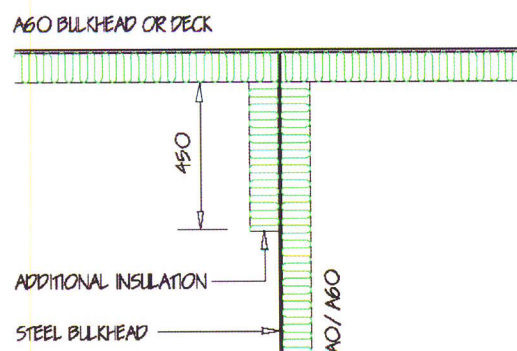 A60 BULKHEAD OR DECK
450
ADDITIONAL INSULATION
STEEL BULKHEAD
A0/A60